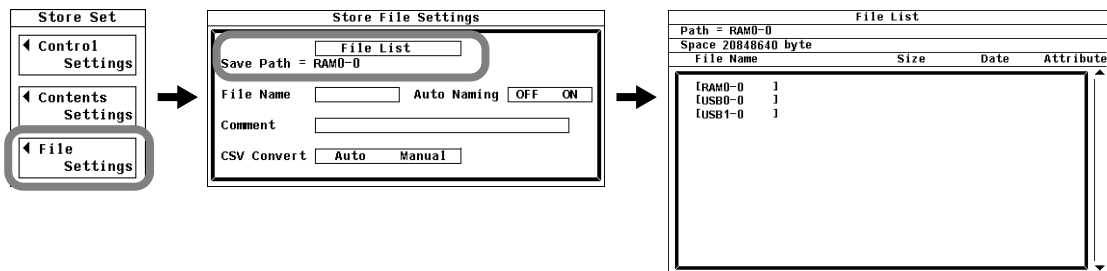 Store Set
Control
Settings
Contents
Settings
File
Settings
Store File Settings
File List
Save Path = RAM0-0
File Name Auto Naming OFF ON
Comment
CSV Convert Auto Manual
File List
Path = RAM0-0
Space 20848640 byte
File Name Size Date Attribute
[RAM0-0 ]
[USB0-0 ]
[USB1-0 ]